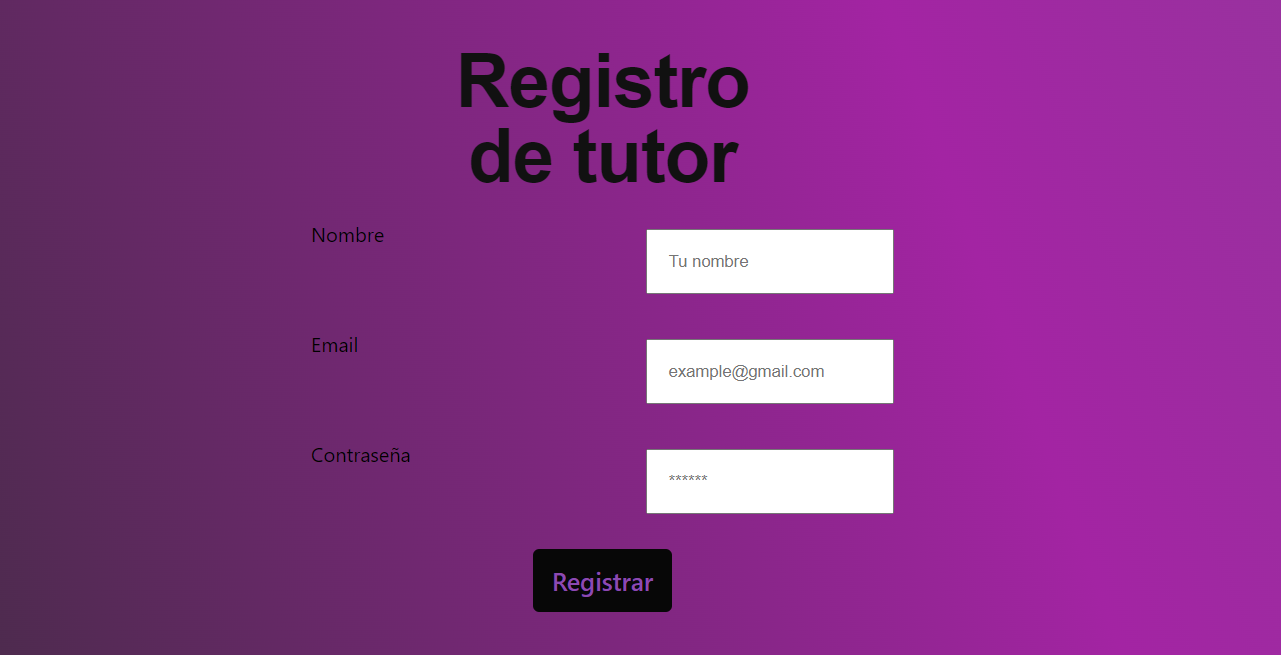 Registro
de tutor
Nombre
Tu nombre
Email
example@gmail.com
Contraseña
******
Registrar